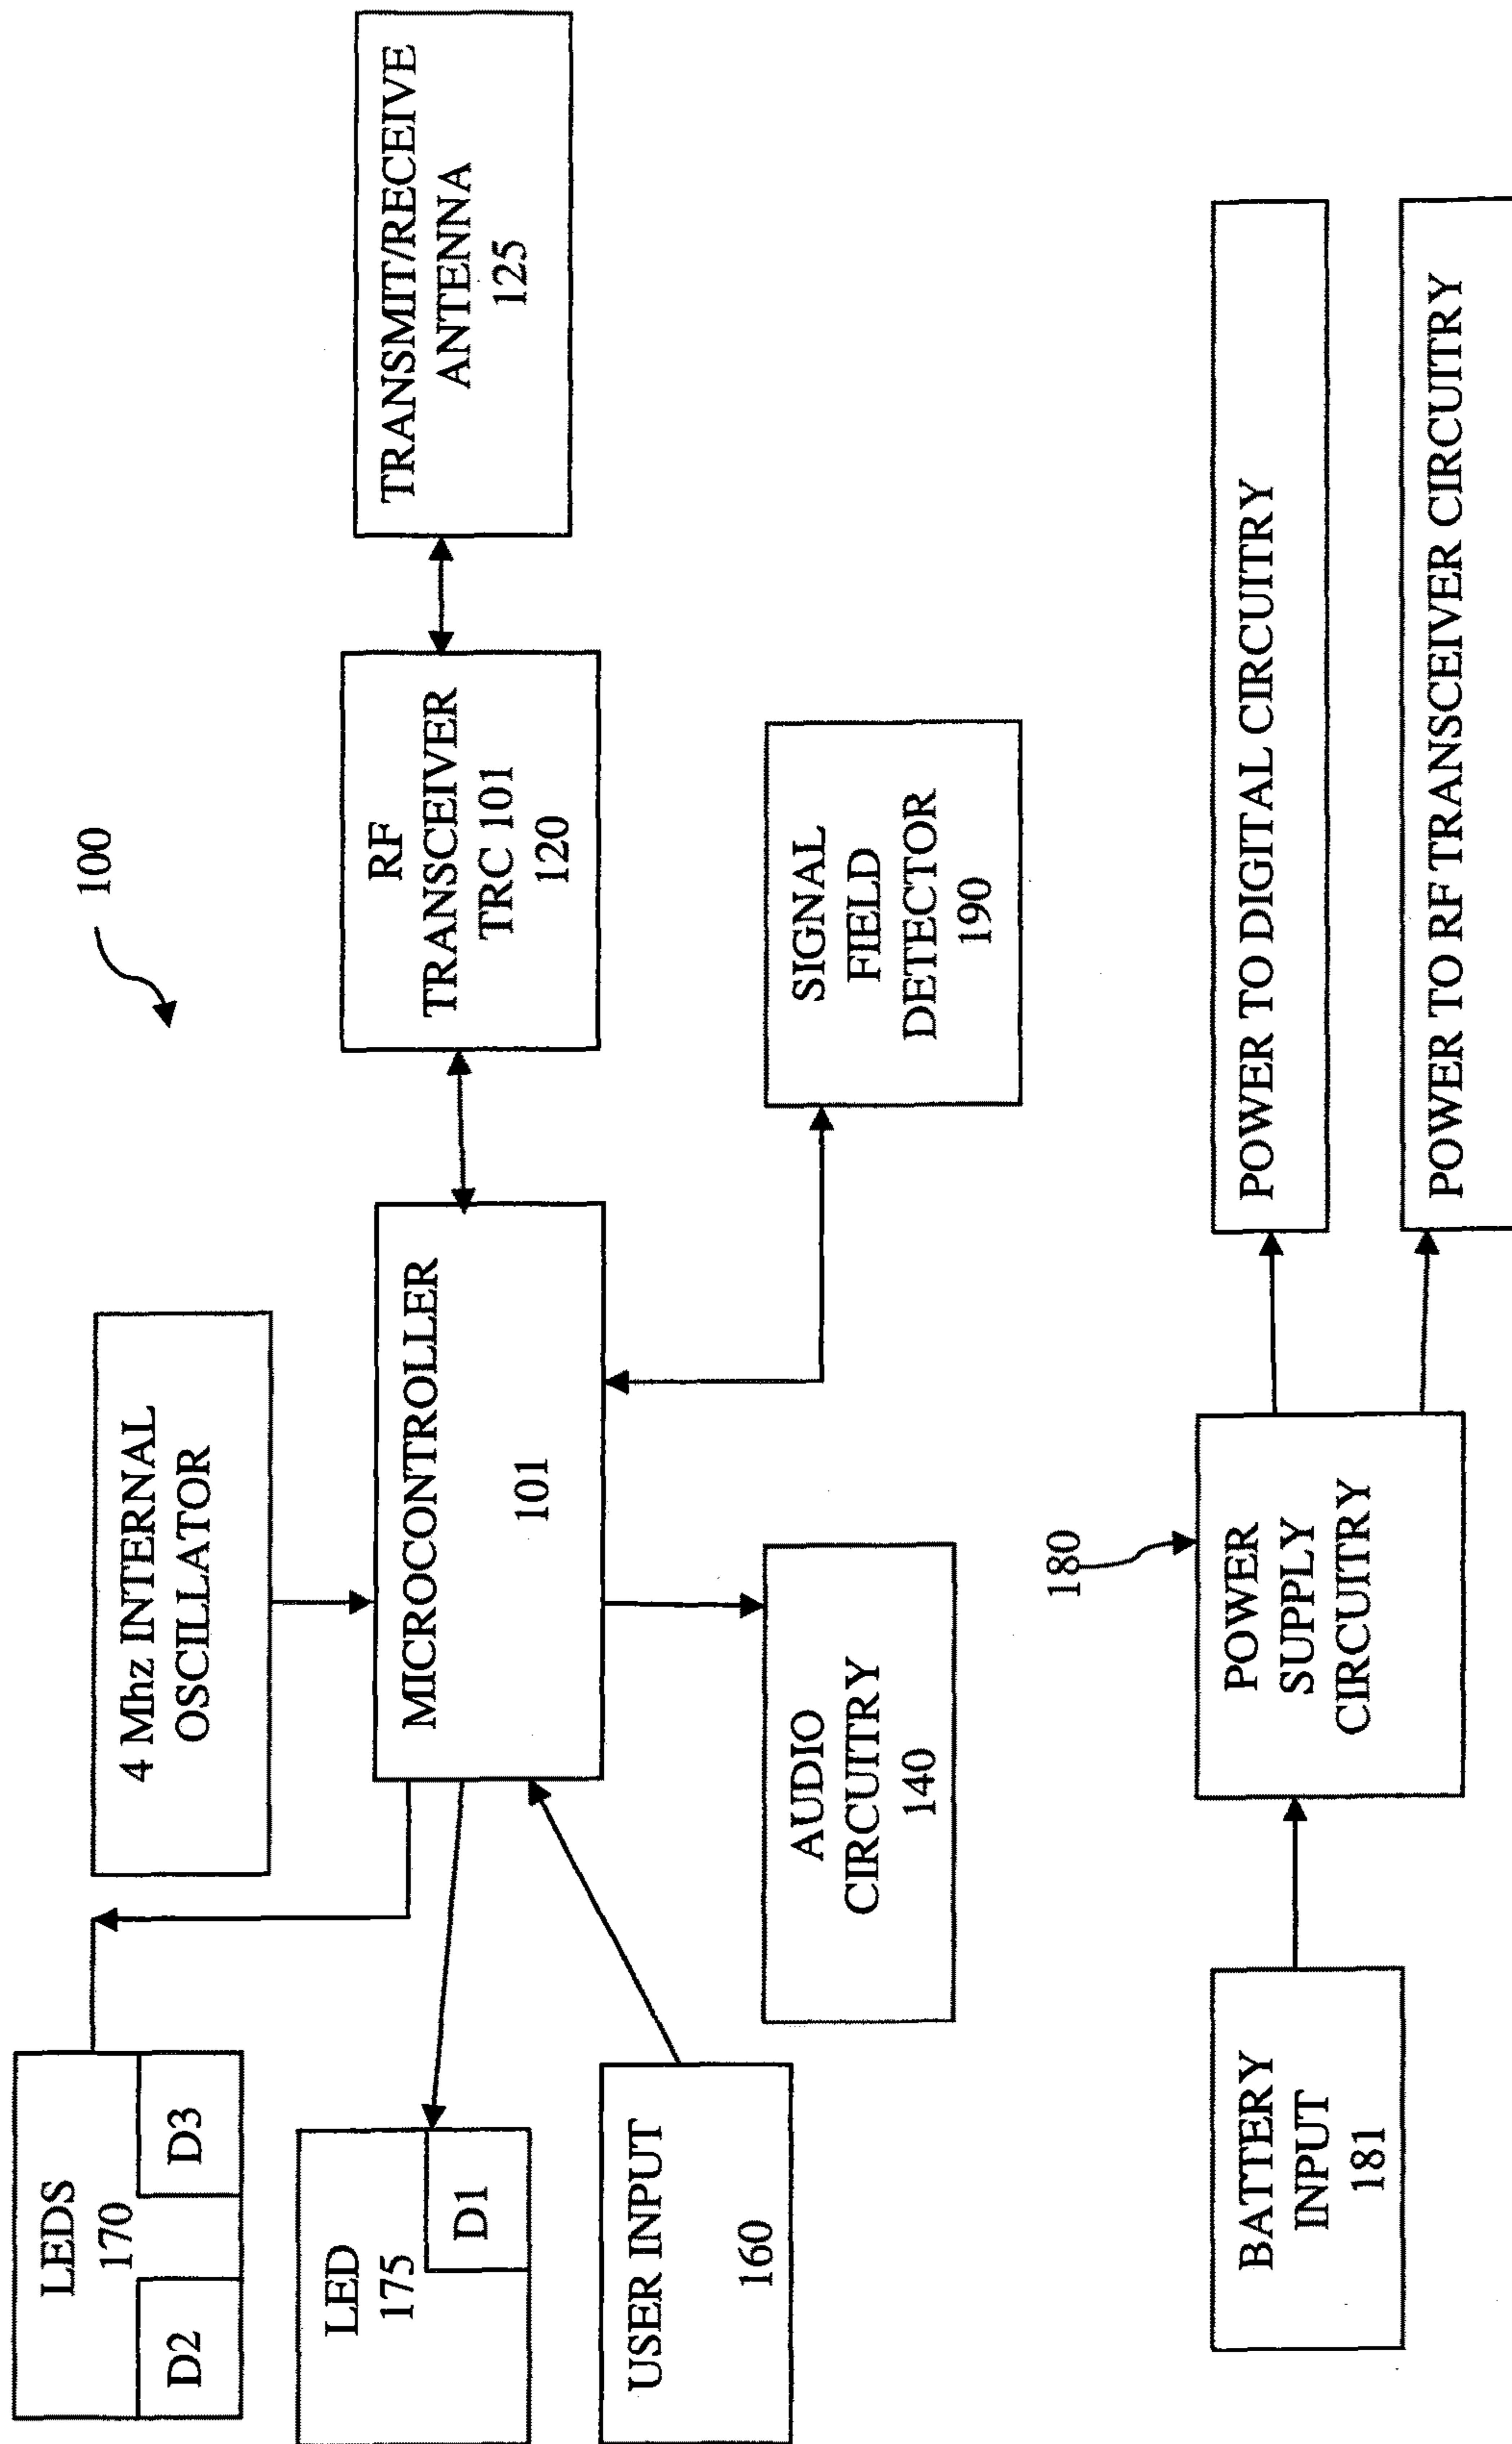 100
LEDS
170
D2
D3
4 Mhz INTERNAL
OSCILLATOR
LED
175
D1
MICROCONTROLLER
101
RF
TRANSCEIVER
TRC 101
120
TRANSMIT/RECEIVE
ANTENNA
125
USER INPUT
160
AUDIO
CIRCUITRY
140
SIGNAL
FIELD
DETECTOR
190
180
BATTERY
INPUT
181
POWER
SUPPLY
CIRCUITRY
POWER TO DIGITAL CIRCUITRY
POWER TO RF TRANSCEIVER CIRCUITRY